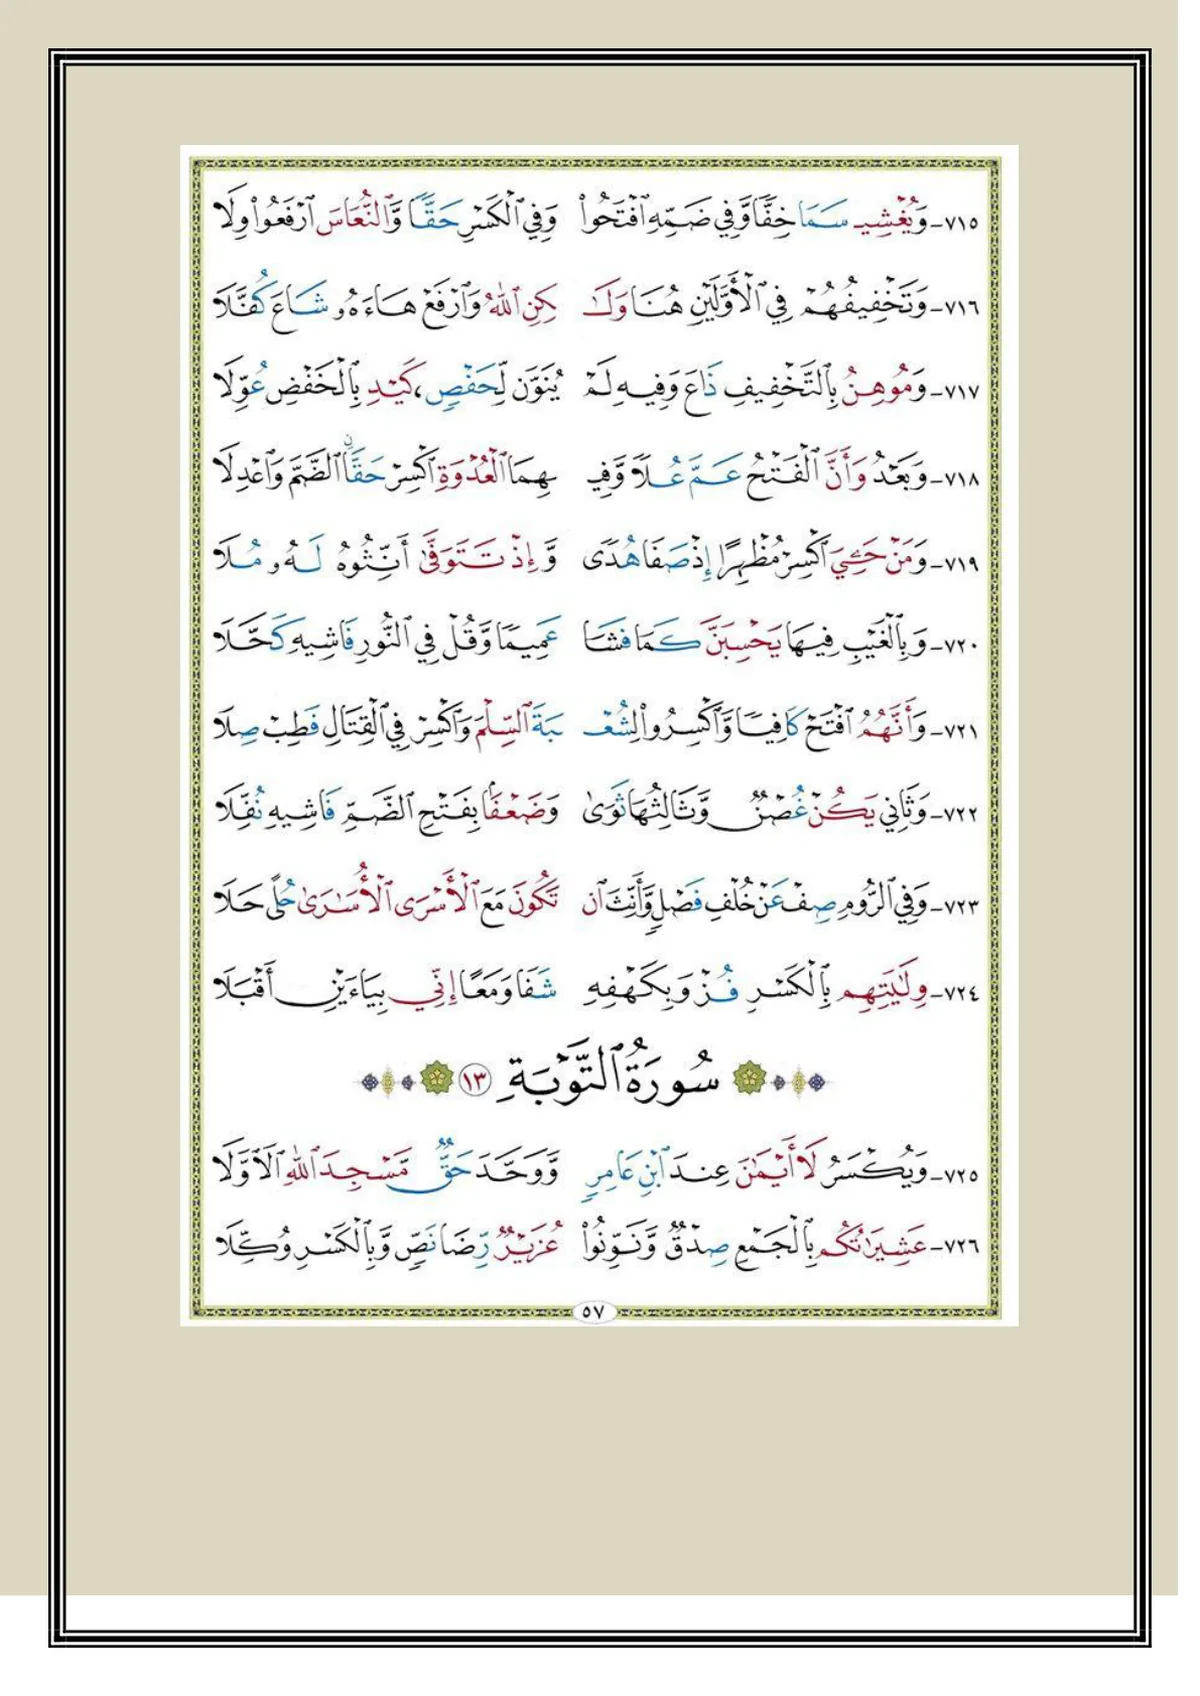 ٧١٥- وَيُغْشِي سَمَا خِفًّا وَّفِي ضَمِّهِ افْتَحُوا وَفِي الْكَسْرِ حَقًّا وَّالنُّعَاسَ ارْفَعُوا وِلَا
٧١٦- وَتَخْفِيفُهُمْ فِي الْأَوَّلَيْنِ هُنَا وَلَـٰ كِنِ اللَّهُ وَارْفَعْ هَاءَهُ شَاعَ كُفَّلَا
٧١٧- وَمُوهِنُ بِالتَّخْفِيفِ ذَاعَ وَفِيهِ لَمْ يُنَوَّن لِّحَفْصٍ، كَيْدِ بِالْخَفْضِ عُوِّلَا
٧١٨- وَبَعْدُ وَأَنَّ الْفَتْحُ عَمَّ عُلًا وَّفِي هِمَا الْعُدْوَةِ اكْسِرْ حَقًّا الضَّمَّ وَاعْدِلَا
٧١٩- وَمَنْ حَيِيَ اكْسِرْ مُظْهِرًا إِذْ صَفَا هُدًى وَّإِذْ تَتَوَفَّىٰ أَنِّثُوهُ لَهُ مُلَا
٧٢٠- وَبِالْغَيْبِ فِيهَا يَحْسِبَنَّ كَمَا فَشَا عَمِيمًا وَّقُلْ فِي النُّورِ فَاشِيهِ كَحَّلَا
٧٢١- وَأَنَّهُمُ افْتَحْ كَافِيًا وَّاكْسِرُوا لِشُعْـ ـبَةَ السِّلْمَ وَاكْسِرْ فِي الْقِتَالِ فَطِبْ صِلَا
٧٢٢- وَثَانِي يَكُنْ غُصْنٌ وَّثَالِثُهَا ثَوَىٰ وَضَعْفًا بِفَتْحِ الضَّمِّ فَاشِيهِ نُفِّلَا
٧٢٣- وَفِي الرُّومِ صِفْ عَنْ خُلْفِ فَصْلٍ وَّأَنِّثَ ان تَكُونَ مَعَ الْأَسْرَى الْأُسَارَىٰ حُلًى حَلَا
٧٢٤- وِلَـٰيَتِهِم بِالْكَسْرِ فُزْ وَبِكَهْفِهِ شَفَا وَمَعًا إِنِّي بِيَاءَيْنِ أَقْبَلَا
سُورَةُ التَّوْبَةِ ١٣
٧٢٥- وَيُكْسَرُ لَا أَيْمَـٰنَ عِندَ ابْنِ عَامِرٍ وَّوَحَّدَ حَقٌّ مَّسْجِدَ اللَّهِ الَاوَّلَا
٧٢٦- عَشِيرَاتُكُم بِالْجَمْعِ صِدْقٌ وَّنَوِّنُوا عُزَيْرٌ رِّضَا نَصٍّ وَّبِالْكَسْرِ وُكِّلَا
٥٧